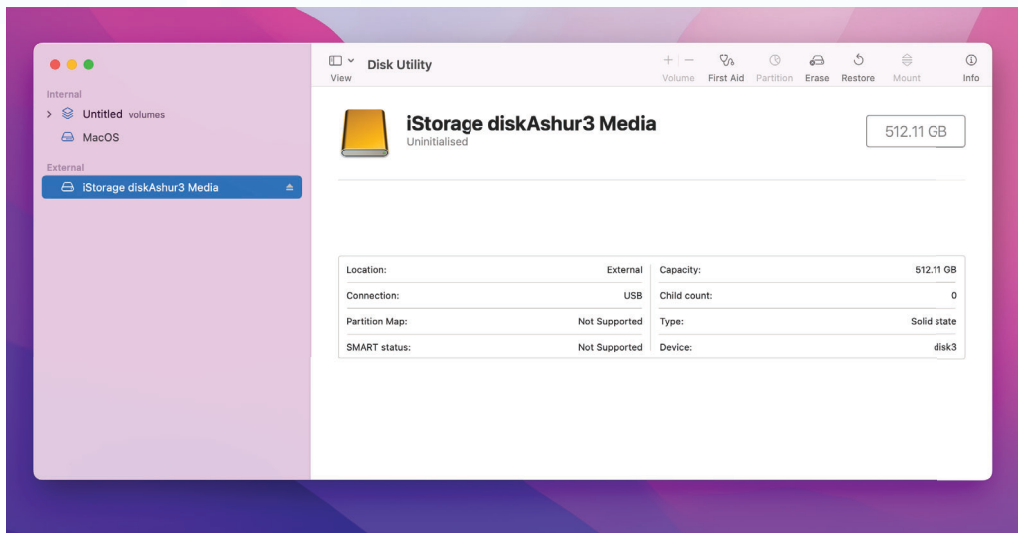 View
Disk Utility
Volume
First Aid
Partition
Erase
Restore
Mount
Info
Internal
Untitled volumes
MacOS
External
iStorage diskAshur3 Media
iStorage diskAshur3 Media
Uninitialised
512.11 GB
Location: External
Capacity: 512.11 GB
Connection: USB
Child count: 0
Partition Map: Not Supported
Type: Solid state
SMART status: Not Supported
Device: disk3